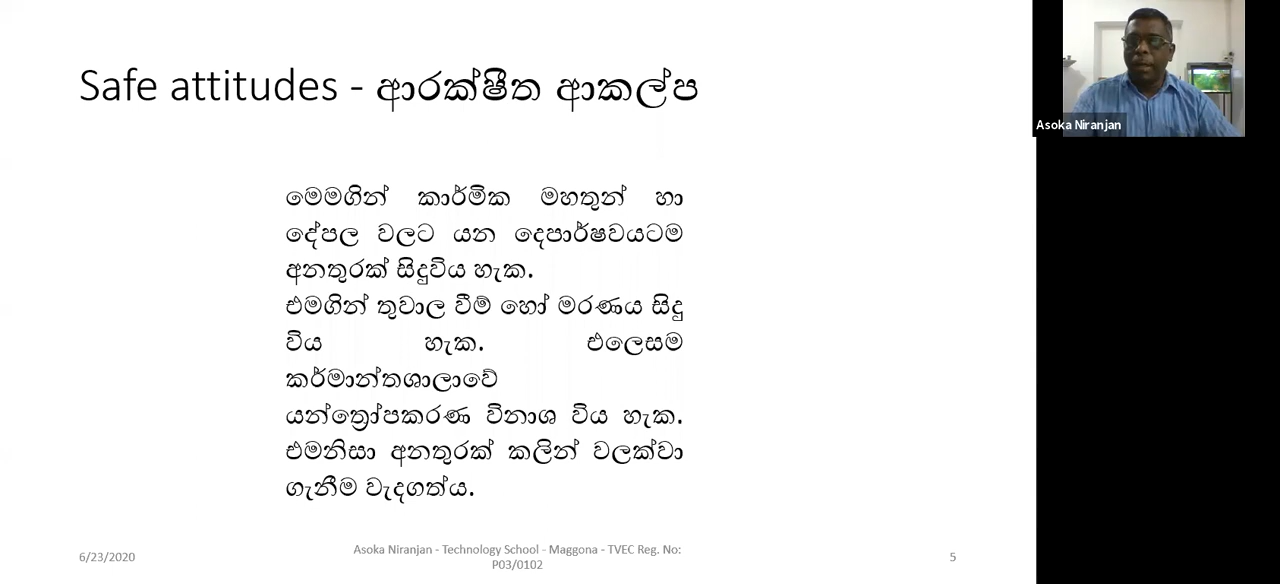 Safe attitudes - ආරක්ෂිත ආකල්ප
මෙමගින් කාර්මික මහතුන් හා
දේපල වලට යන දෙපාර්ෂවයටම
අනතුරක් සිදුවිය හැක.
එමගින් තුවාල වීම් හෝ මරණය සිදු
විය හැක. එලෙසම
කර්මාන්තශාලාවේ
යන්ත්‍රෝපකරණ විනාශ විය හැක.
එමනිසා අනතුරක් කලින් වලක්වා
ගැනීම වැදගත්ය.
6/23/2020
Asoka Niranjan - Technology School - Maggona - TVEC Reg. No:
P03/0102
5
Asoka Niranjan